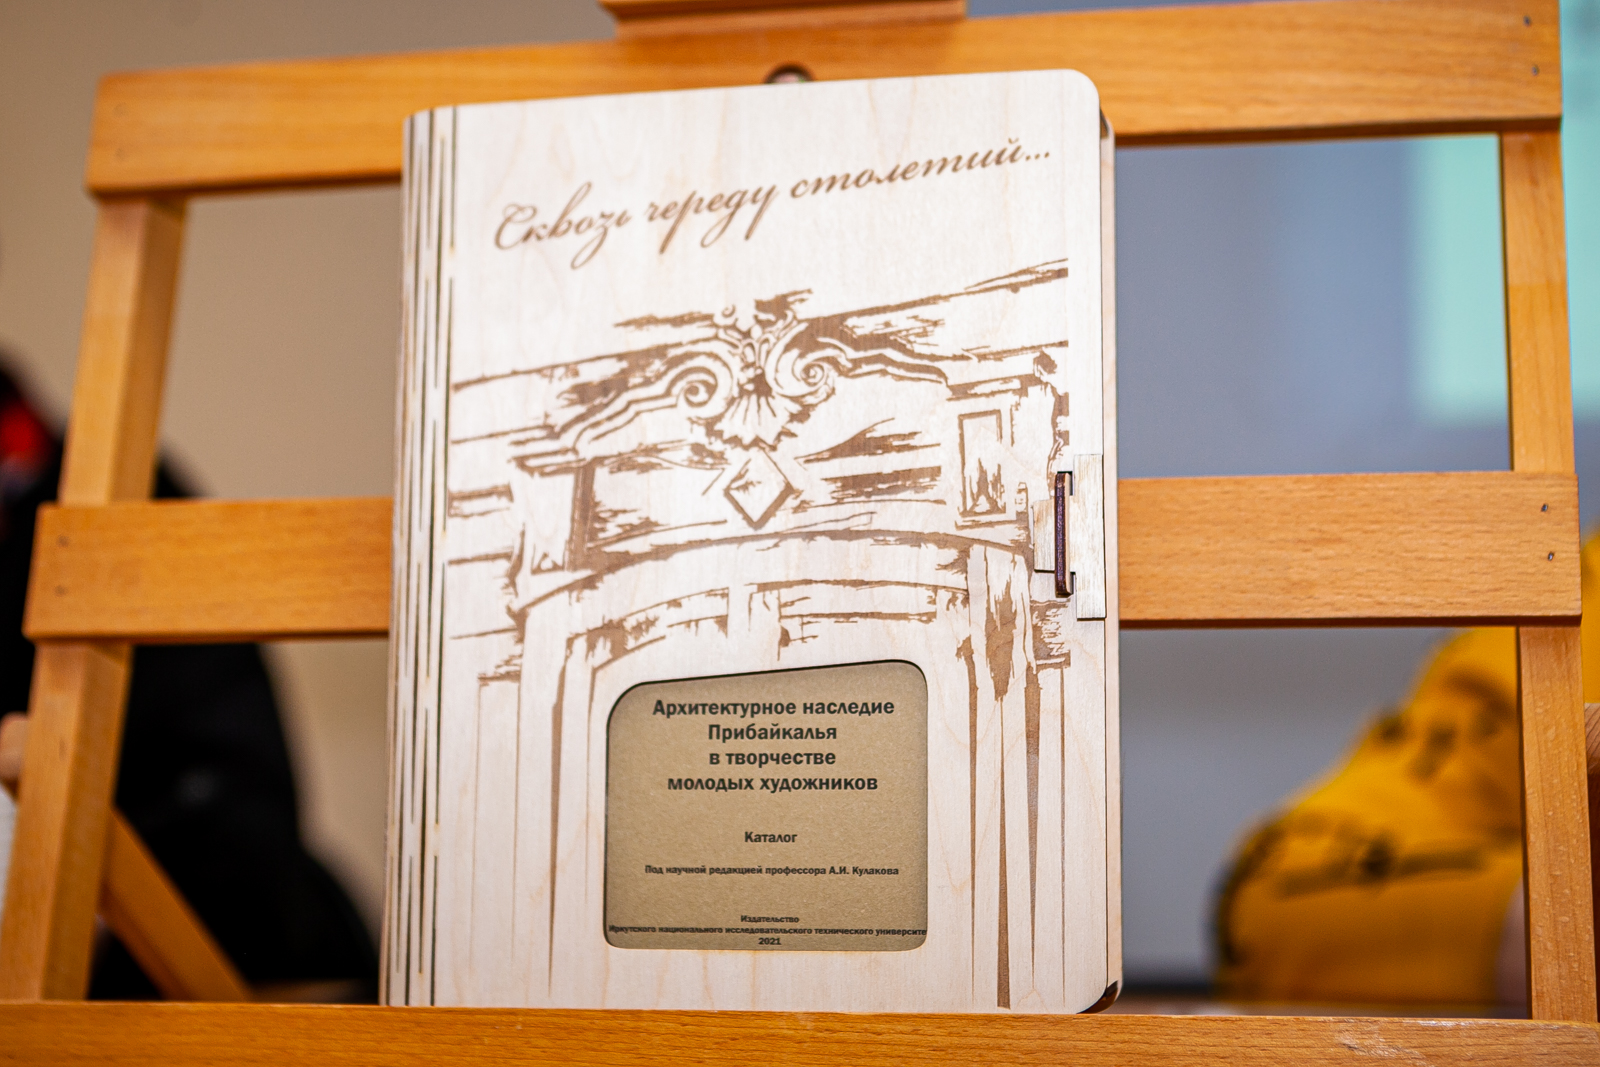 Сквозь череду столетий...
Архитектурное наследие
Прибайкалья
в творчестве
молодых художников
Каталог
Под научной редакцией профессора А.И. Кулакова
Издательство
Иркутского национального исследовательского технического университе
2021